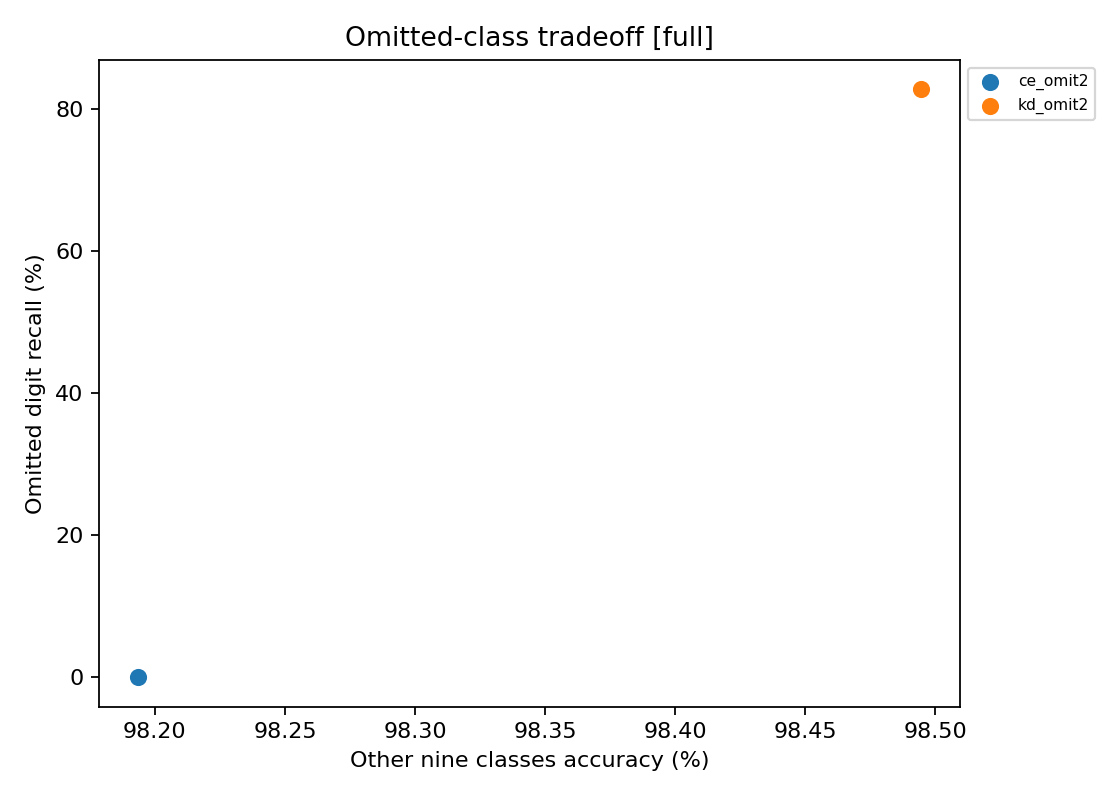 Omitted-class tradeoff [full]
ce_omit2
kd_omit2
Omitted digit recall (%)
80
60
40
20
0
98.20 98.25 98.30 98.35 98.40 98.45 98.50
Other nine classes accuracy (%)